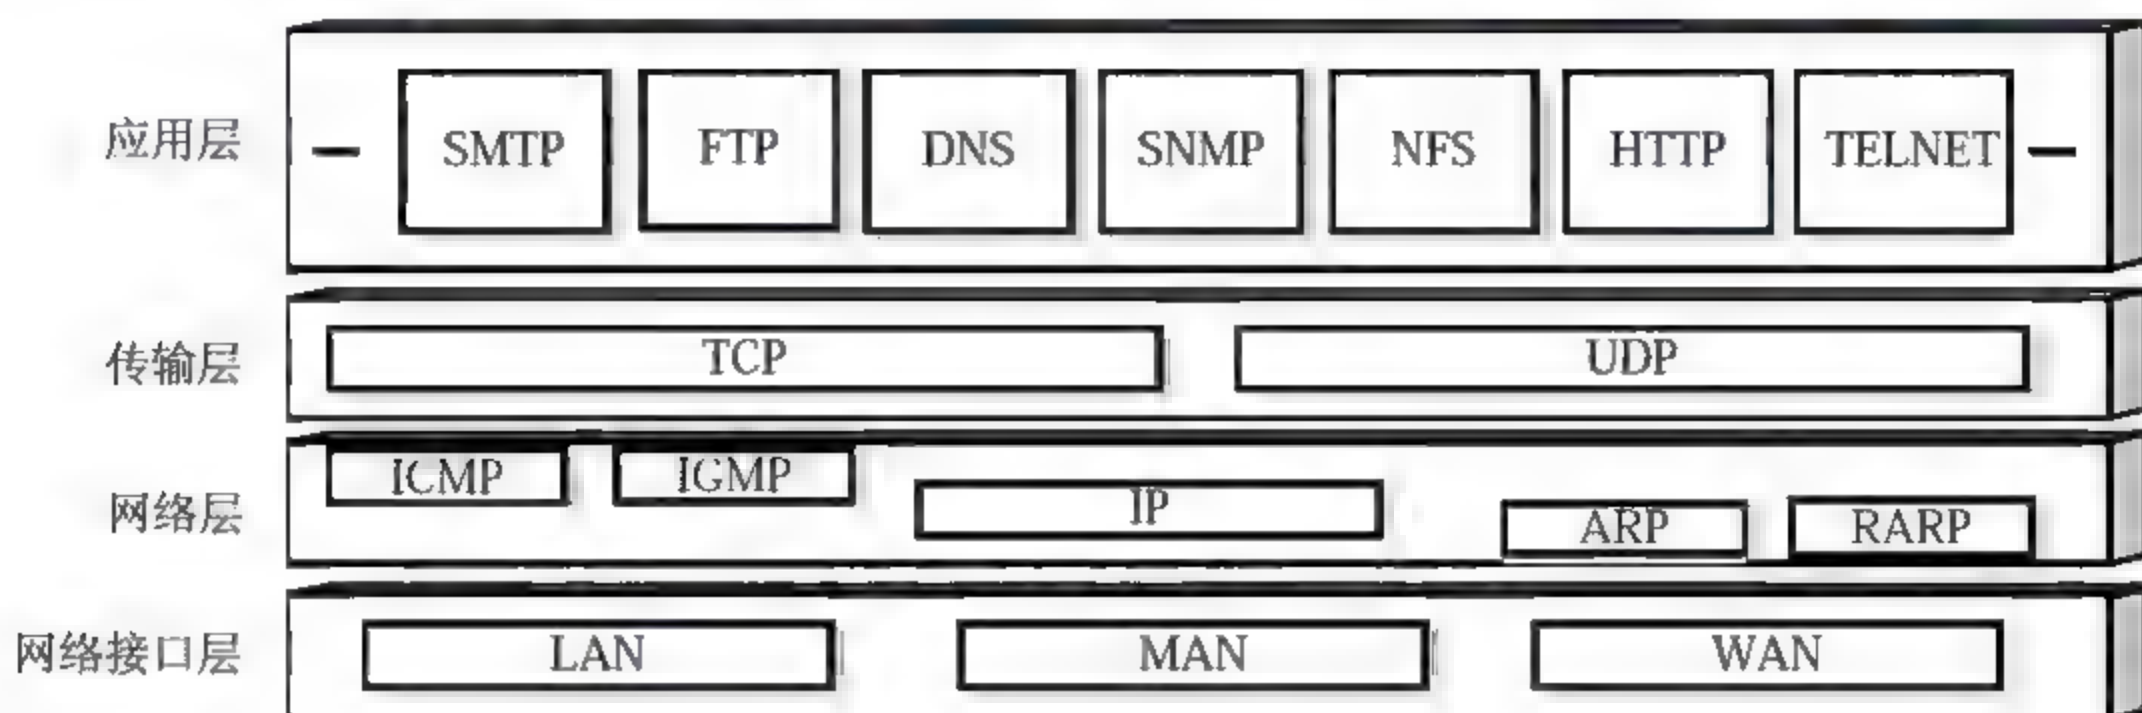 应用层 SMTP FTP DNS SNMP NFS HTTP TELNET
传输层 TCP UDP
网络层 ICMP IGMP IP ARP RARP
网络接口层 LAN MAN WAN